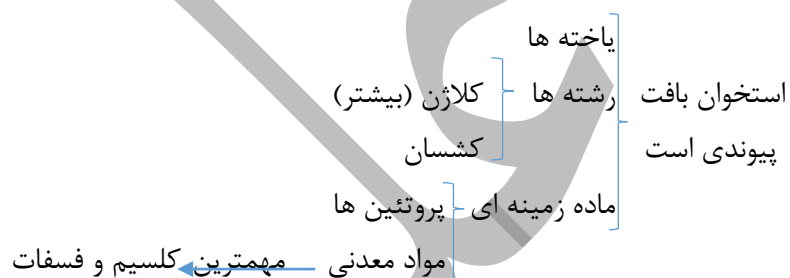 یاخته ها
استخوان بافت رشته ها کلاژن (بیشتر)
پیوندی است کشسان
ماده زمینه ای پروتئین ها
مواد معدنی مهمترین کلسیم و فسفات